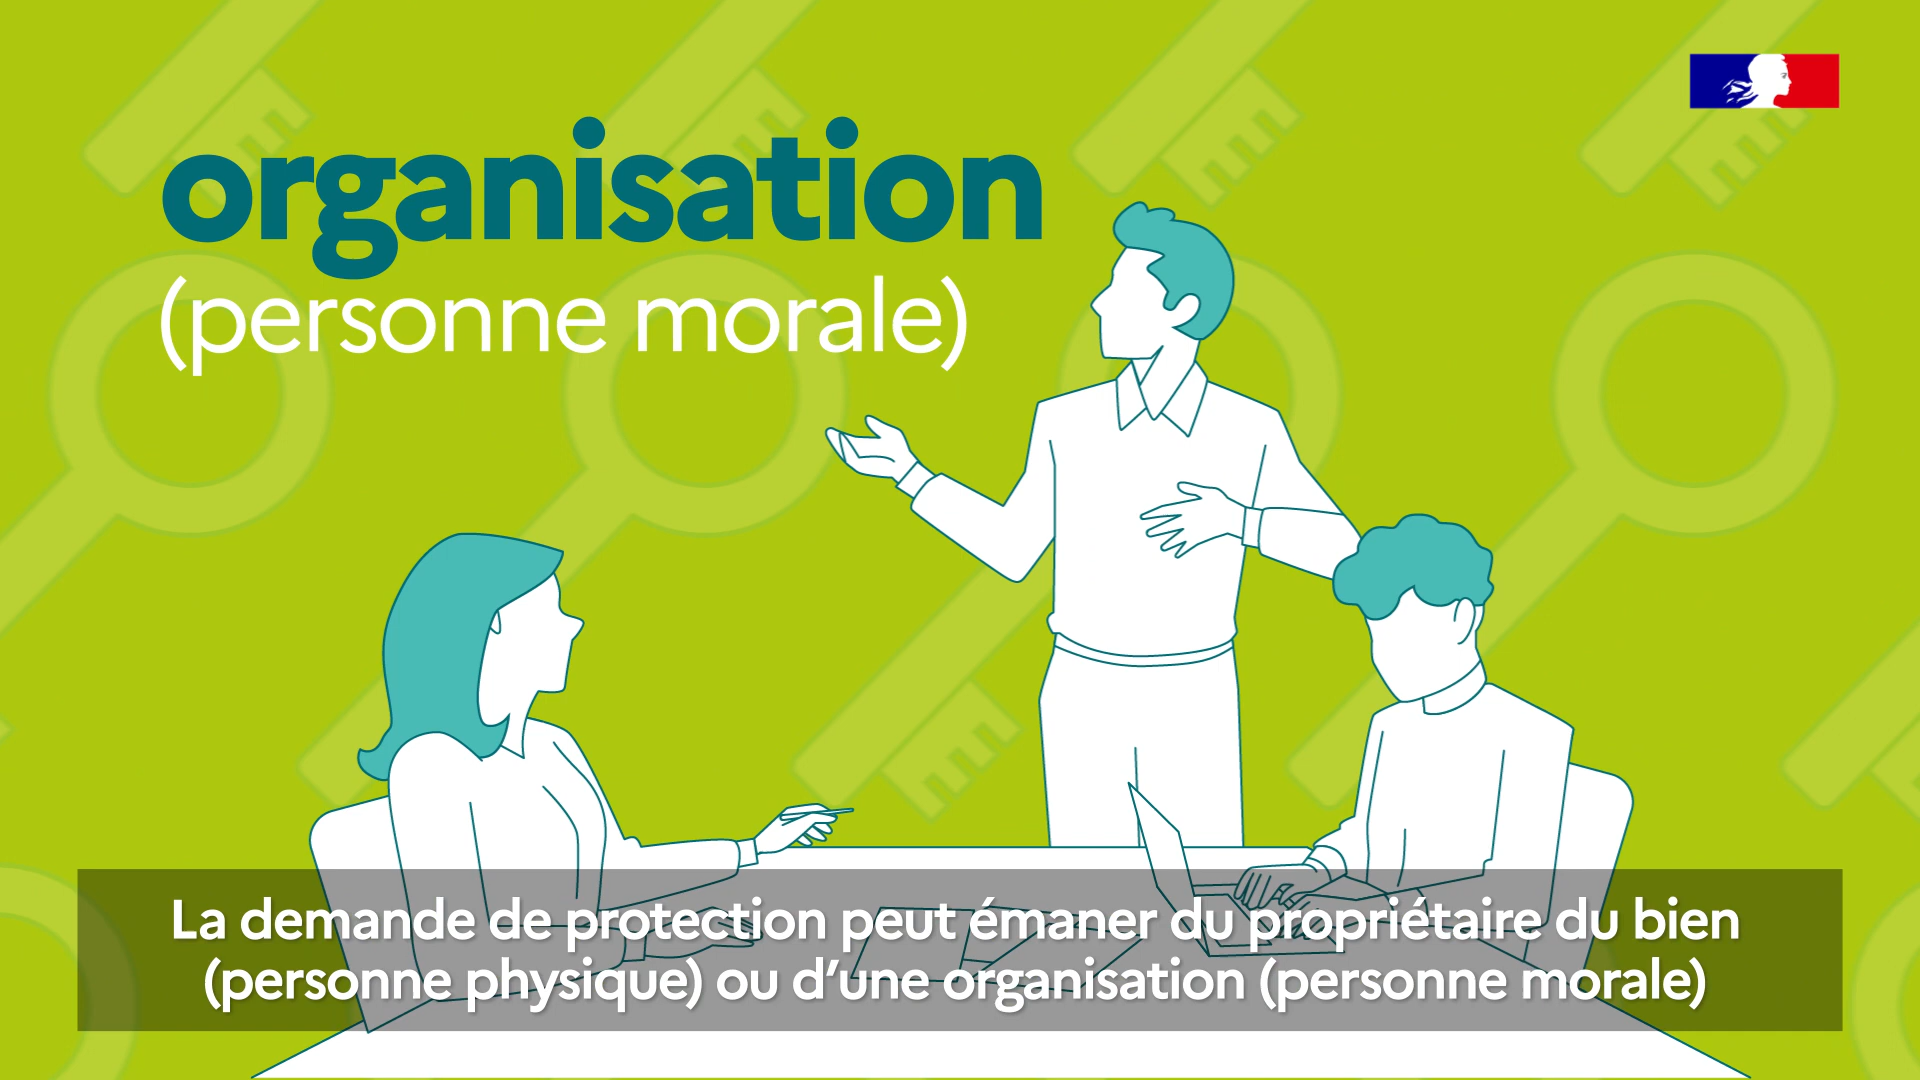 organisation
(personne morale)
La demande de protection peut émaner du propriétaire du bien
(personne physique) ou d’une organisation (personne morale)